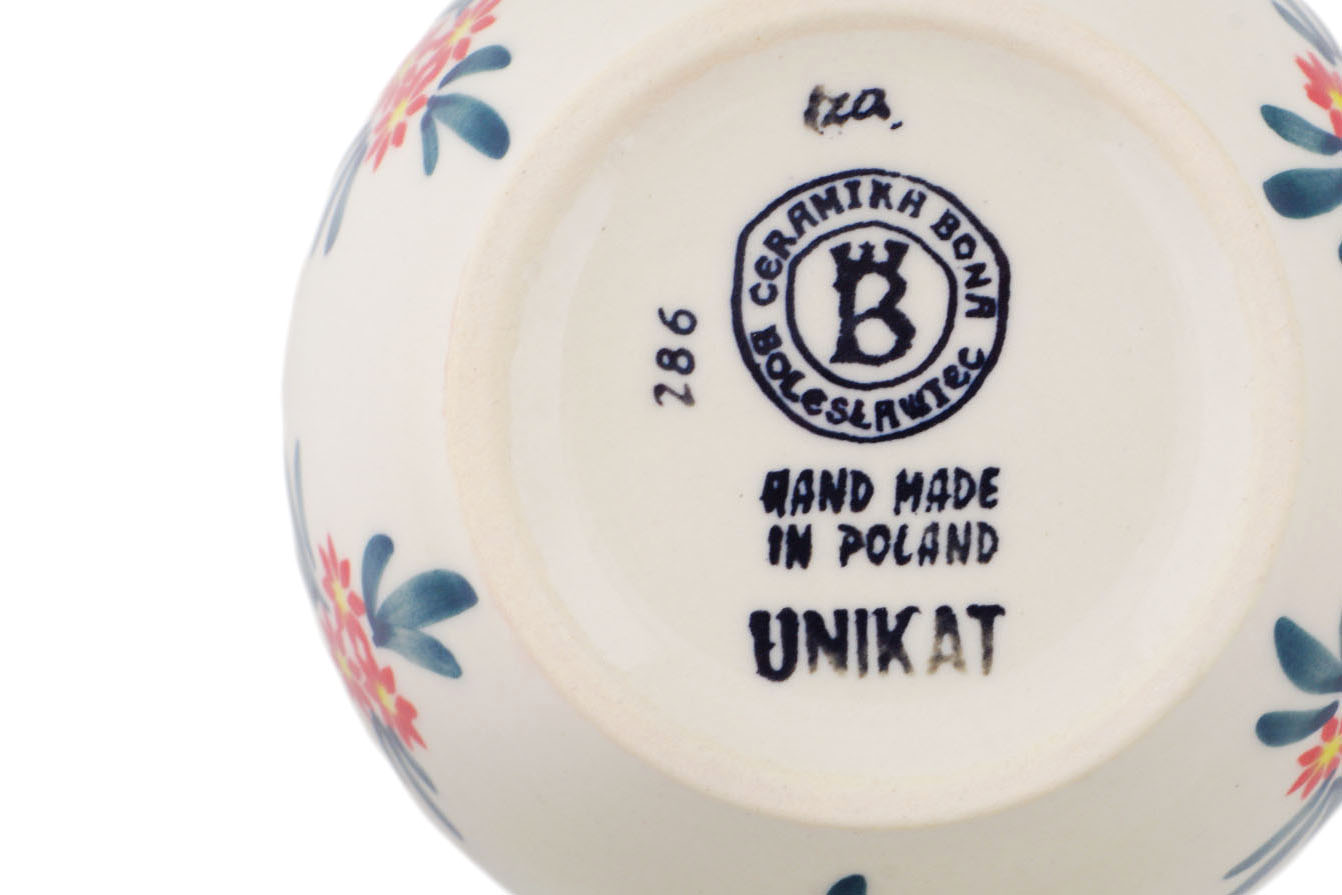 Iza,
CERAMIKA BONA
B
BOLESŁAWIEC
286
HAND MADE
IN POLAND
UNIKAT